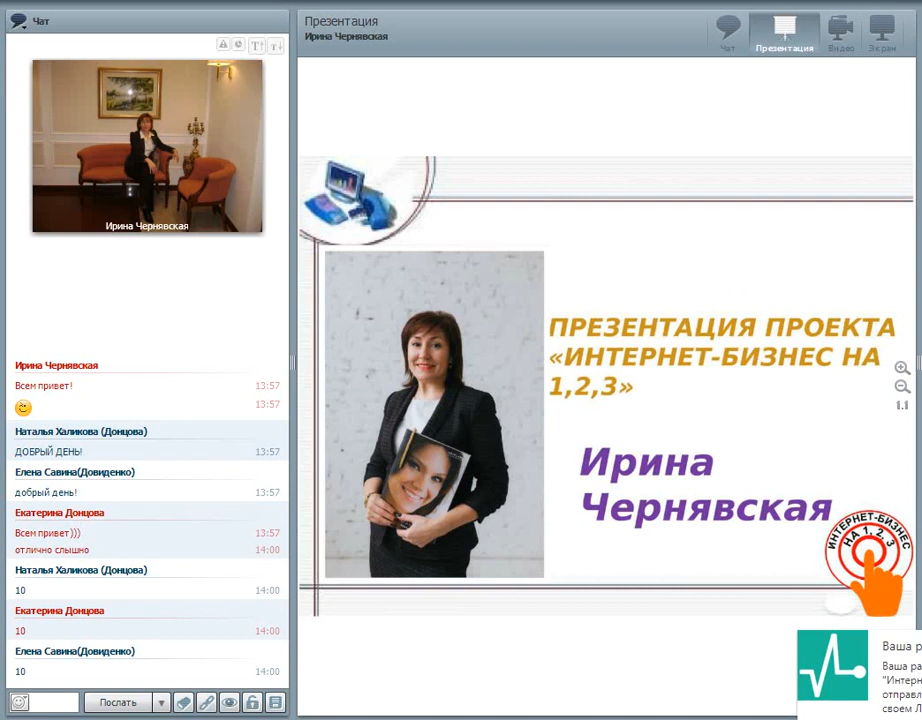 Чат
Ирина Чернявская
Ирина Чернявская
Всем привет! 13:57
13:57
Наталья Халикова (Донцова)
ДОБРЫЙ ДЕНЬ! 13:57
Елена Савина(Довиденко)
добрый день! 13:57
Екатерина Донцова
Всем привет))) 13:57
отлично слышно 14:00
Наталья Халикова (Донцова)
10 14:00
Екатерина Донцова
10 14:00
Елена Савина(Довиденко)
10 14:00
Послать
Презентация
Ирина Чернявская
Чат
Презентация
Видео
Экран
ПРЕЗЕНТАЦИЯ ПРОЕКТА
«ИНТЕРНЕТ-БИЗНЕС НА
1,2,3»
Ирина
Чернявская
1.1
ИНТЕРНЕТ-БИЗНЕС
НА 1, 2, 3
Ваша р
Ваша ра
"Интерн
отправл
своем Л